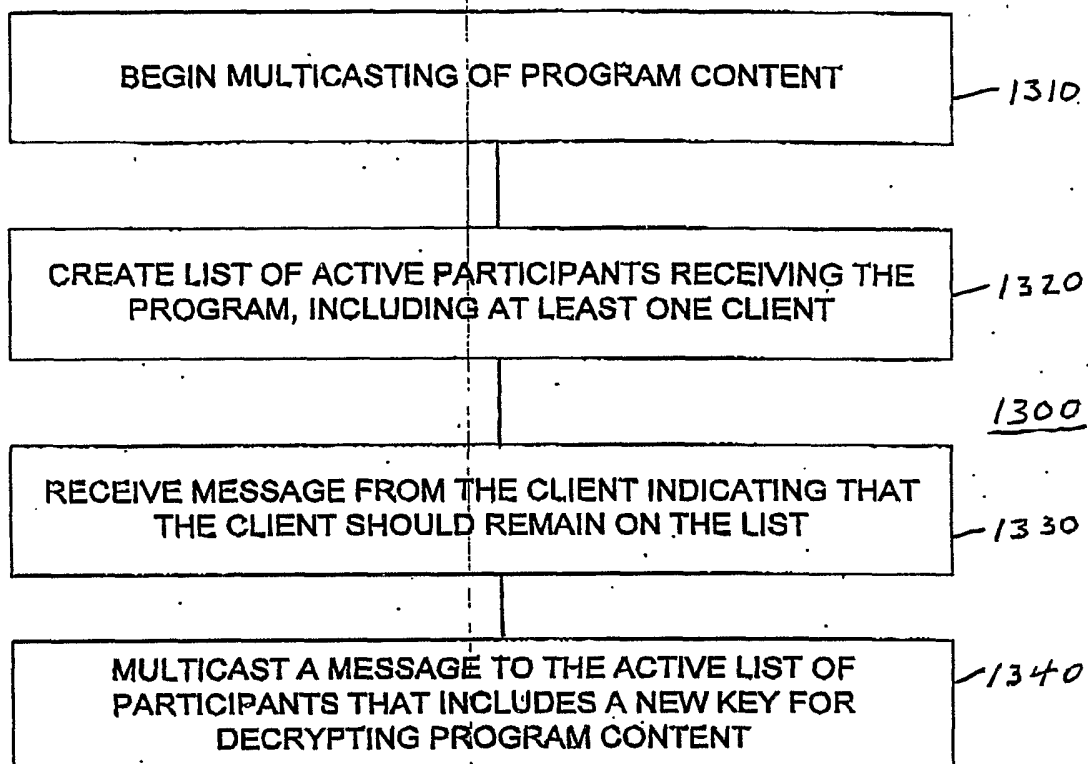 BEGIN MULTICASTING OF PROGRAM CONTENT
1310
CREATE LIST OF ACTIVE PARTICIPANTS RECEIVING THE
PROGRAM, INCLUDING AT LEAST ONE CLIENT
1320
1300
RECEIVE MESSAGE FROM THE CLIENT INDICATING THAT
THE CLIENT SHOULD REMAIN ON THE LIST
1330
MULTICAST A MESSAGE TO THE ACTIVE LIST OF
PARTICIPANTS THAT INCLUDES A NEW KEY FOR
DECRYPTING PROGRAM CONTENT
1340